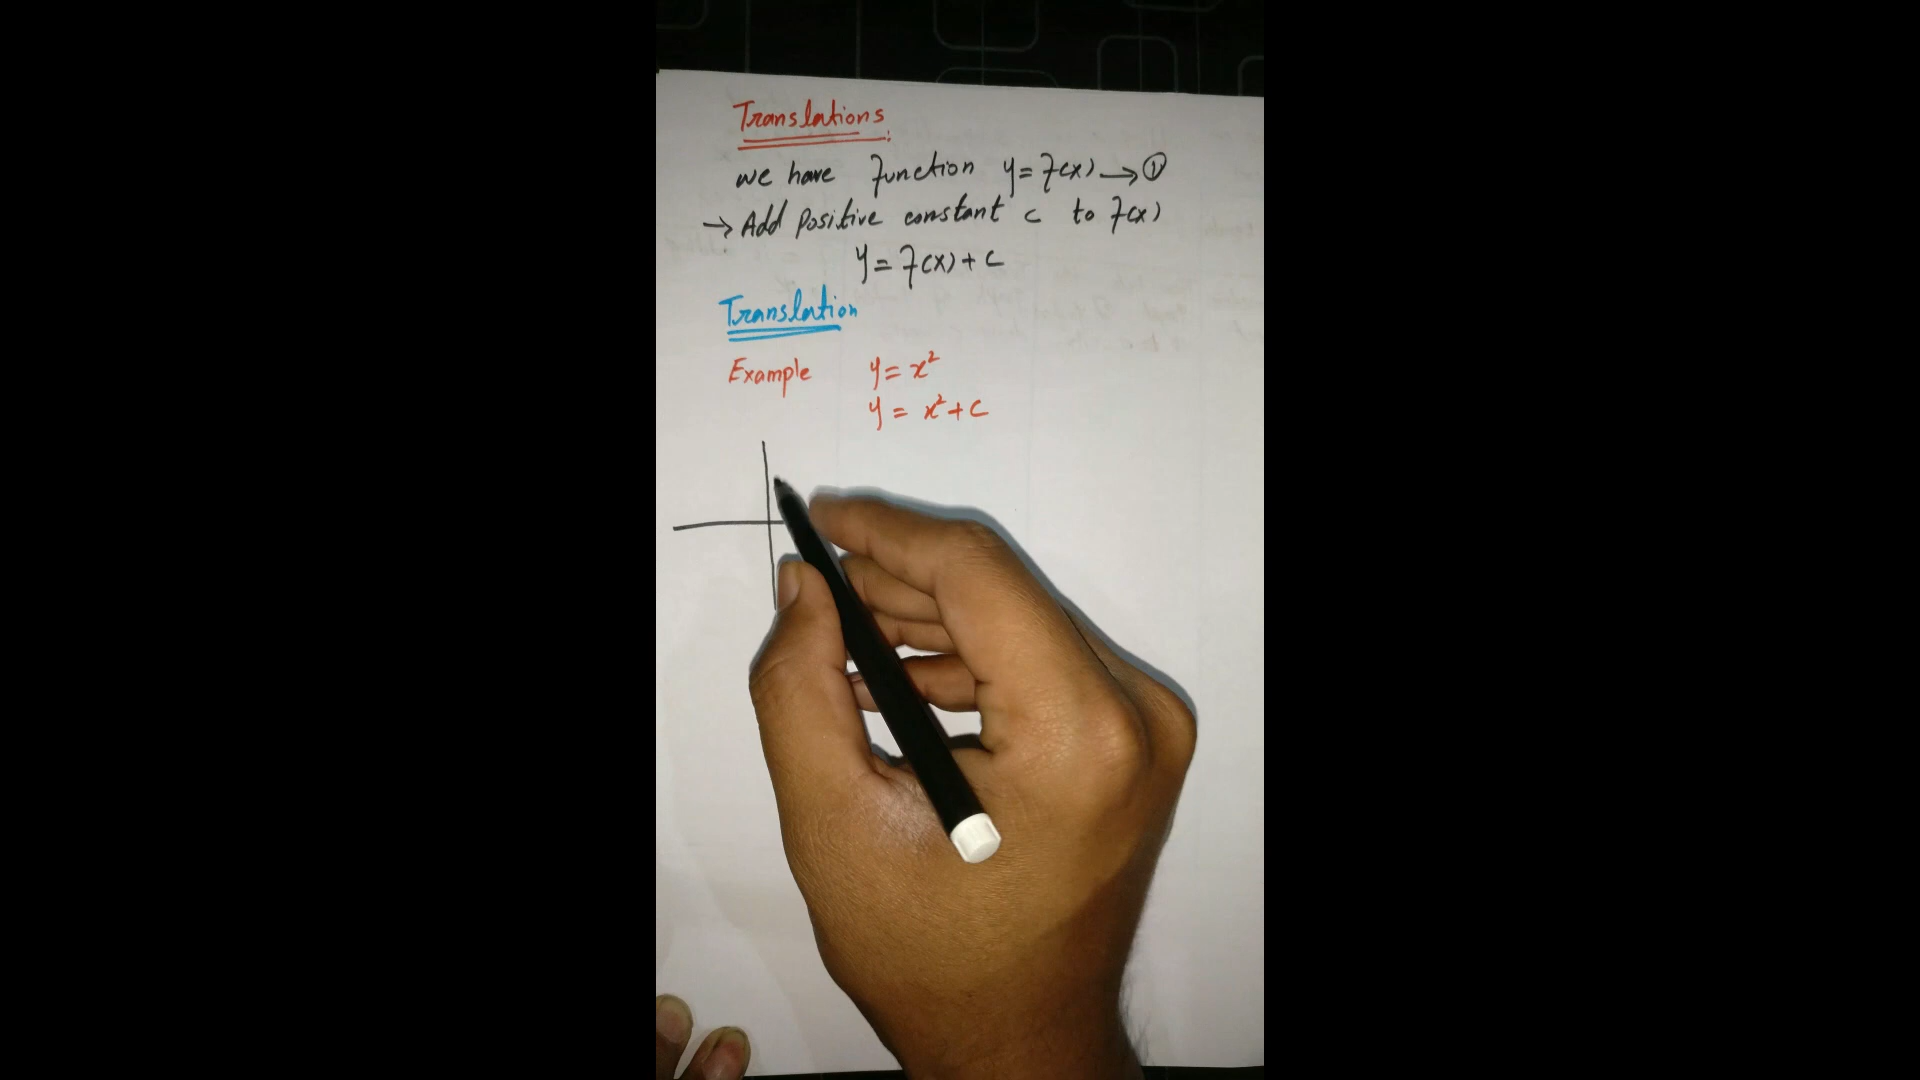 Translations:
we have function y = f(x) → ①
→ Add positive constant c to f(x)
y = f(x) + c
Translation
Example y = x²
y = x² + c